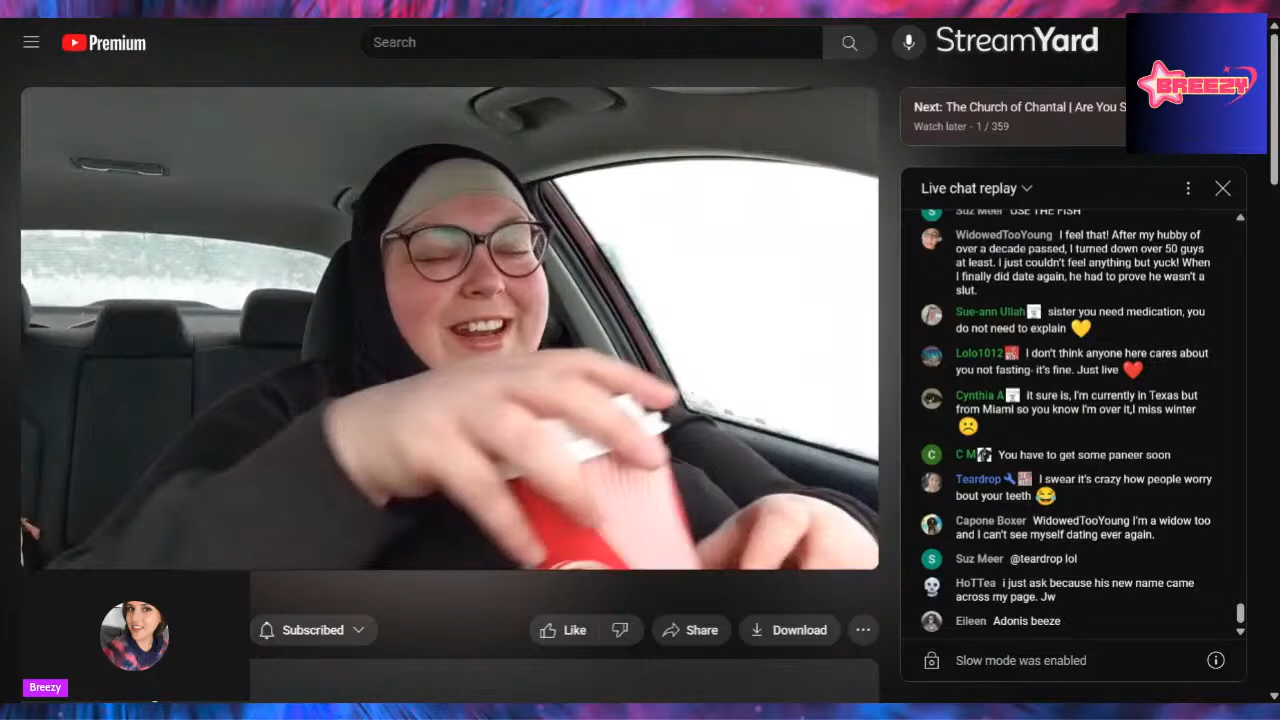 Premium
Search
StreamYard
BREEZY
Next: The Church of Chantal | Are You S
Watch later - 1 / 359
Live chat replay
Suz Meer USE THE FISH
WidowedTooYoung I feel that! After my hubby of
over a decade passed, I turned down over 50 guys
at least. I just couldn't feel anything but yuck! When
I finally did date again, he had to prove he wasn't a
slut.
Sue-ann Ullah sister you need medication, you
do not need to explain 💛
Lolo1012 I don't think anyone here cares about
you not fasting- it's fine. Just live ❤️
Cynthia A it sure is, I'm currently in Texas but
from Miami so you know I'm over it,I miss winter
☹️
C
C M You have to get some paneer soon
Teardrop I swear it's crazy how people worry
bout your teeth 😂
Capone Boxer WidowedTooYoung I'm a widow too
and I can't see myself dating ever again.
S
Suz Meer @teardrop lol
HoTTea i just ask because his new name came
across my page. Jw
Eileen Adonis beeze
Slow mode was enabled
Subscribed
Like
Share
Download
Breezy